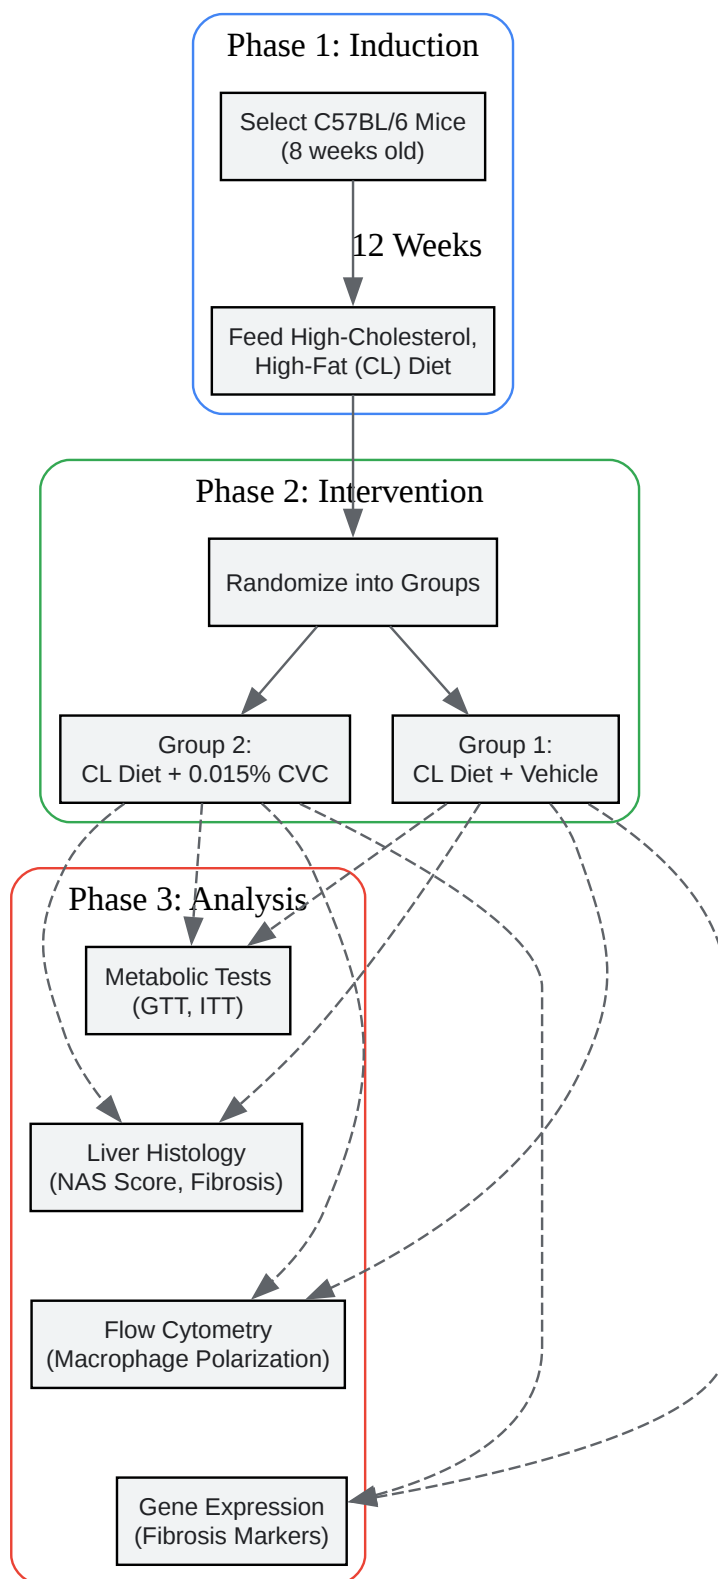 Phase 1: Induction
Select C57BL/6 Mice
(8 weeks old)
12 Weeks
Feed High-Cholesterol,
High-Fat (CL) Diet
Phase 2: Intervention
Randomize into Groups
Group 2:
CL Diet + 0.015% CVC
Group 1:
CL Diet + Vehicle
Phase 3: Analysis
Metabolic Tests
(GTT, ITT)
Liver Histology
(NAS Score, Fibrosis)
Flow Cytometry
(Macrophage Polarization)
Gene Expression
(Fibrosis Markers)